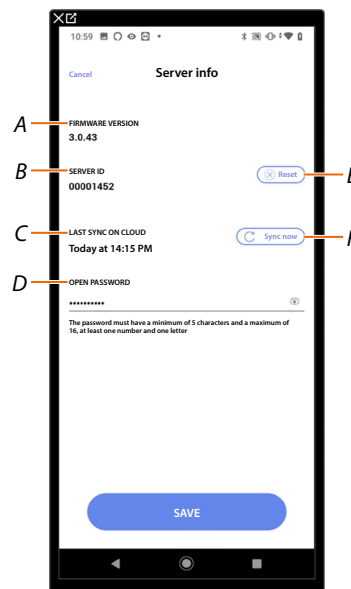 10:59
Cancel
Server info
A
FIRMWARE VERSION
3.0.43
B
SERVER ID
00001452
Reset
C
LAST SYNC ON CLOUD
Today at 14:15 PM
Sync now
D
OPEN PASSWORD
••••••••••
The password must have a minimum of 5 characters and a maximum of
16, at least one number and one letter
SAVE